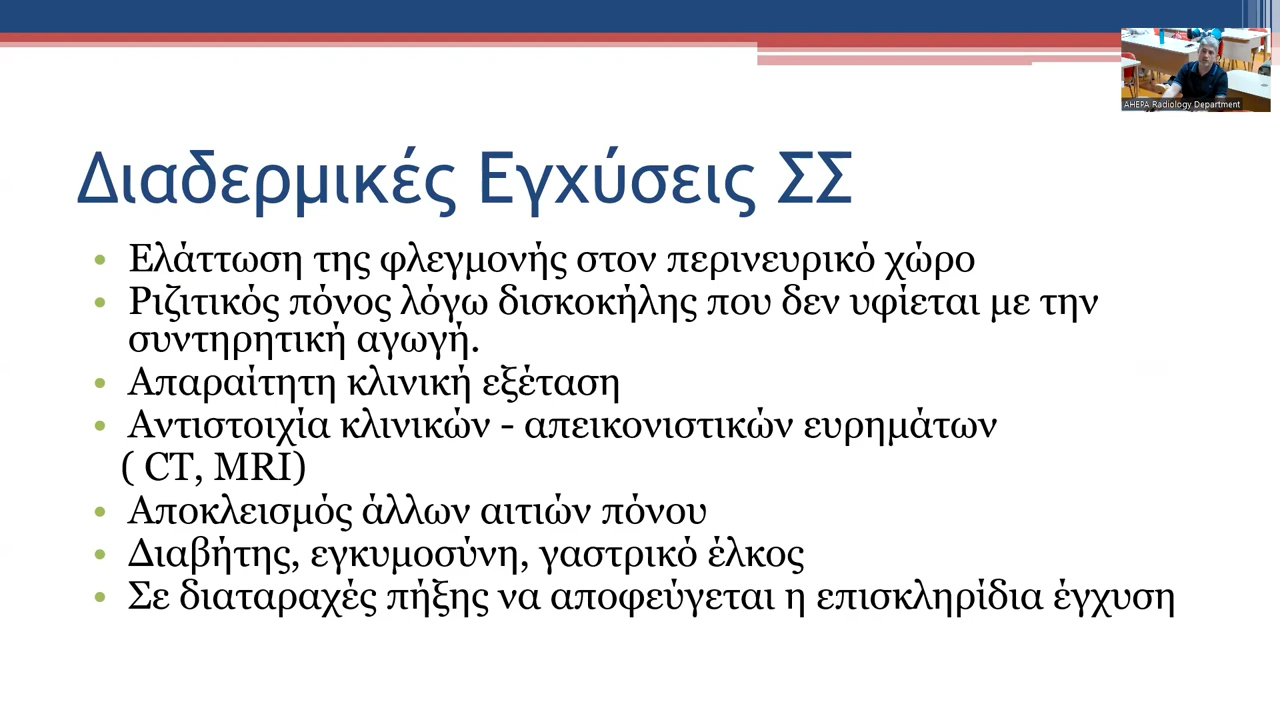 AHEPA Radiology Department
Διαδερμικές Εγχύσεις ΣΣ
• Ελάττωση της φλεγμονής στον περινευρικό χώρο
• Ριζιτικός πόνος λόγω δισκοκήλης που δεν υφίεται με την
συντηρητική αγωγή.
• Απαραίτητη κλινική εξέταση
• Αντιστοιχία κλινικών - απεικονιστικών ευρημάτων
( CT, MRI)
• Αποκλεισμός άλλων αιτιών πόνου
• Διαβήτης, εγκυμοσύνη, γαστρικό έλκος
• Σε διαταραχές πήξης να αποφεύγεται η επισκληρίδια έγχυση